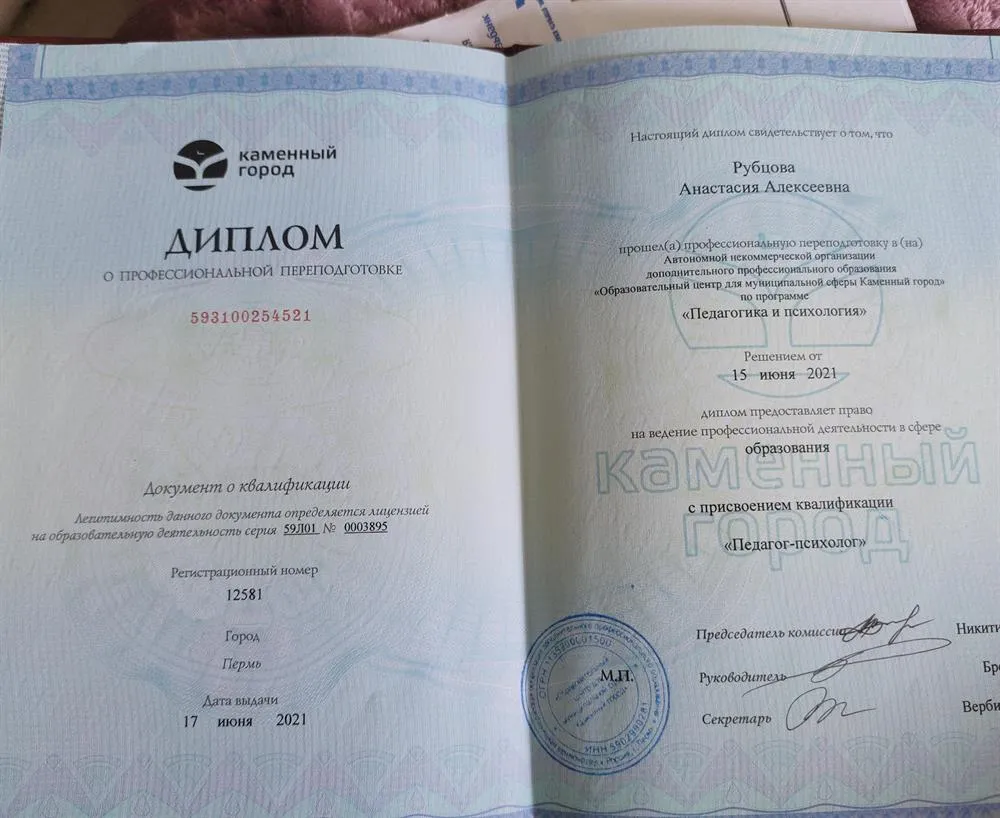 каменный
город
ДИПЛОМ
О ПРОФЕССИОНАЛЬНОЙ ПЕРЕПОДГОТОВКЕ
593100254521
Документ о квалификации
Легитимность данного документа определяется лицензией
на образовательную деятельность серия 59Л01 № 0003895
Регистрационный номер
12581
Город
Пермь
Дата выдачи
17 июня 2021
Настоящий диплом свидетельствует о том, что
Рубцова
Анастасия Алексеевна
прошел(а) профессиональную переподготовку в (на)
Автономной некоммерческой организации
дополнительного профессионального образования
«Образовательный центр для муниципальной сферы Каменный город»
по программе
«Педагогика и психология»
Решением от
15 июня 2021
диплом предоставляет право
на ведение профессиональной деятельности в сфере
образования
каменный
город
с присвоением квалификации
«Педагог-психолог»
Председатель комиссии
Никити
Руководитель
Бре
Секретарь
Верби
М.П.
ИНН 5902990281